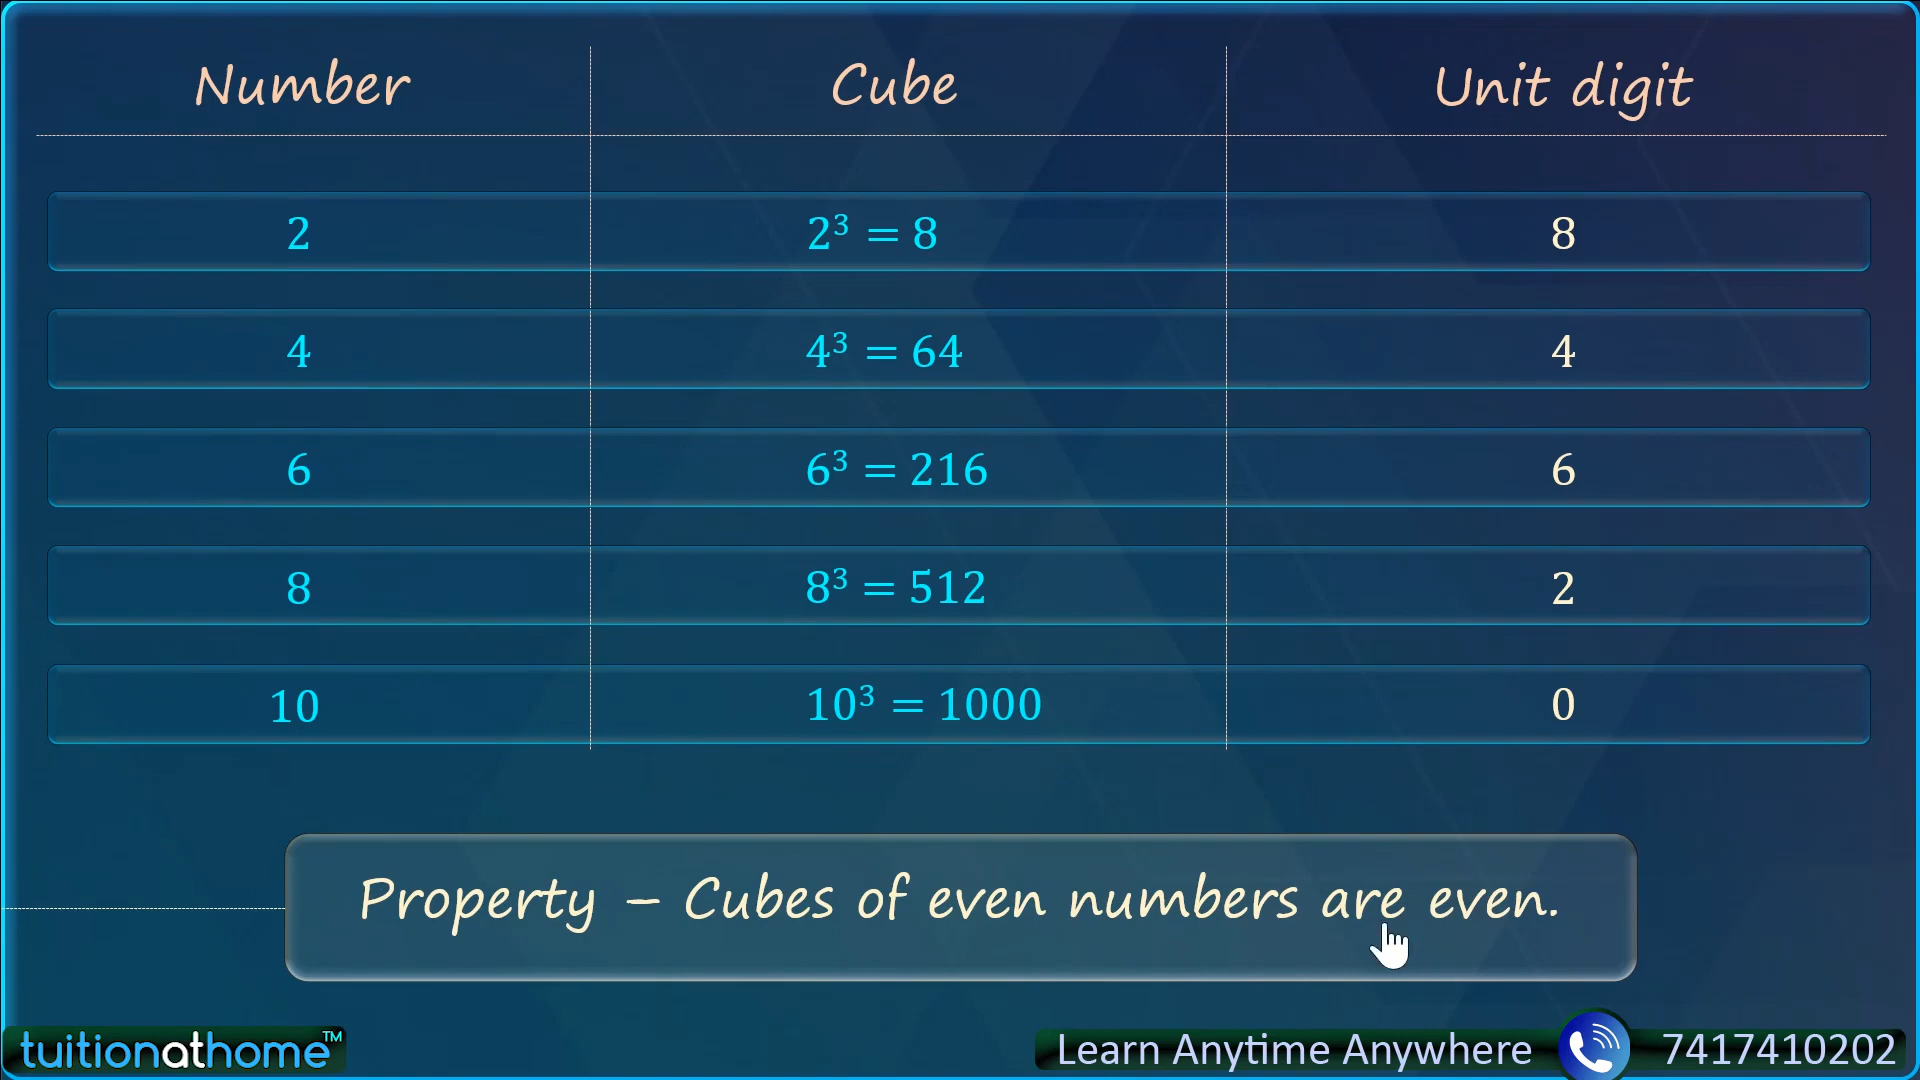 Number Cube Unit digit
2 2³ = 8 8
4 4³ = 64 4
6 6³ = 216 6
8 8³ = 512 2
10 10³ = 1000 0
Property – Cubes of even numbers are even.
tuitionathome™ Learn Anytime Anywhere 7417410202